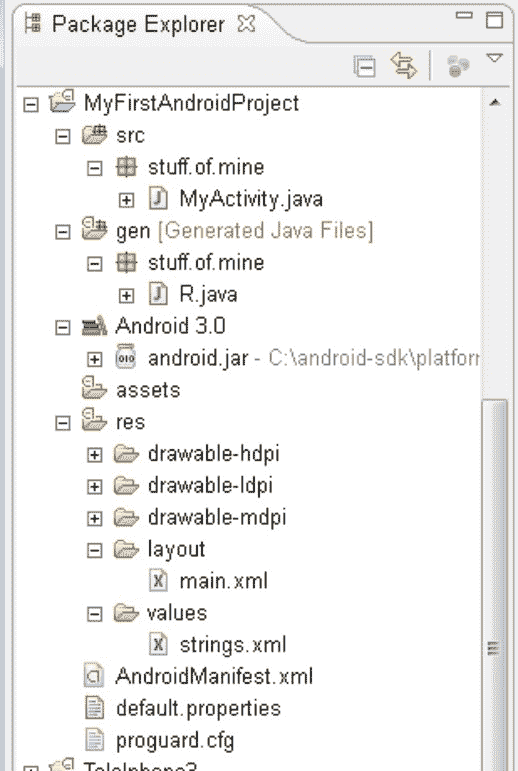 Package Explorer
MyFirstAndroidProject
src
stuff.of.mine
MyActivity.java
gen [Generated Java Files]
stuff.of.mine
R.java
Android 3.0
android.jar - C:\android-sdk\platforr
assets
res
drawable-hdpi
drawable-ldpi
drawable-mdpi
layout
main.xml
values
strings.xml
AndroidManifest.xml
default.properties
proguard.cfg